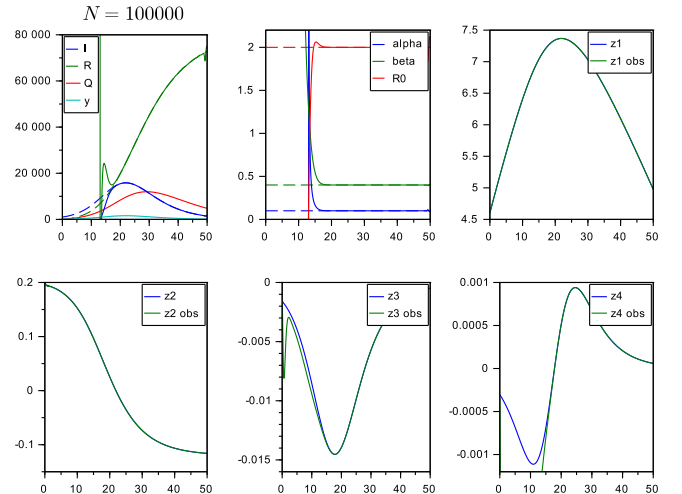 N = 100000
80 000
60 000
40 000
20 000
0
I
R
Q
y
0 10 20 30 40 50
2
1.5
1
0.5
0
alpha
beta
R0
0 10 20 30 40 50
7.5
7
6.5
6
5.5
5
4.5
z1
z1 obs
0 10 20 30 40 50
0.2
0.1
0
-0.1
z2
z2 obs
0 10 20 30 40 50
0
-0.005
-0.01
-0.015
z3
z3 obs
0 10 20 30 40 50
0.001
0.0005
0
-0.0005
-0.001
z4
z4 obs
0 10 20 30 40 50